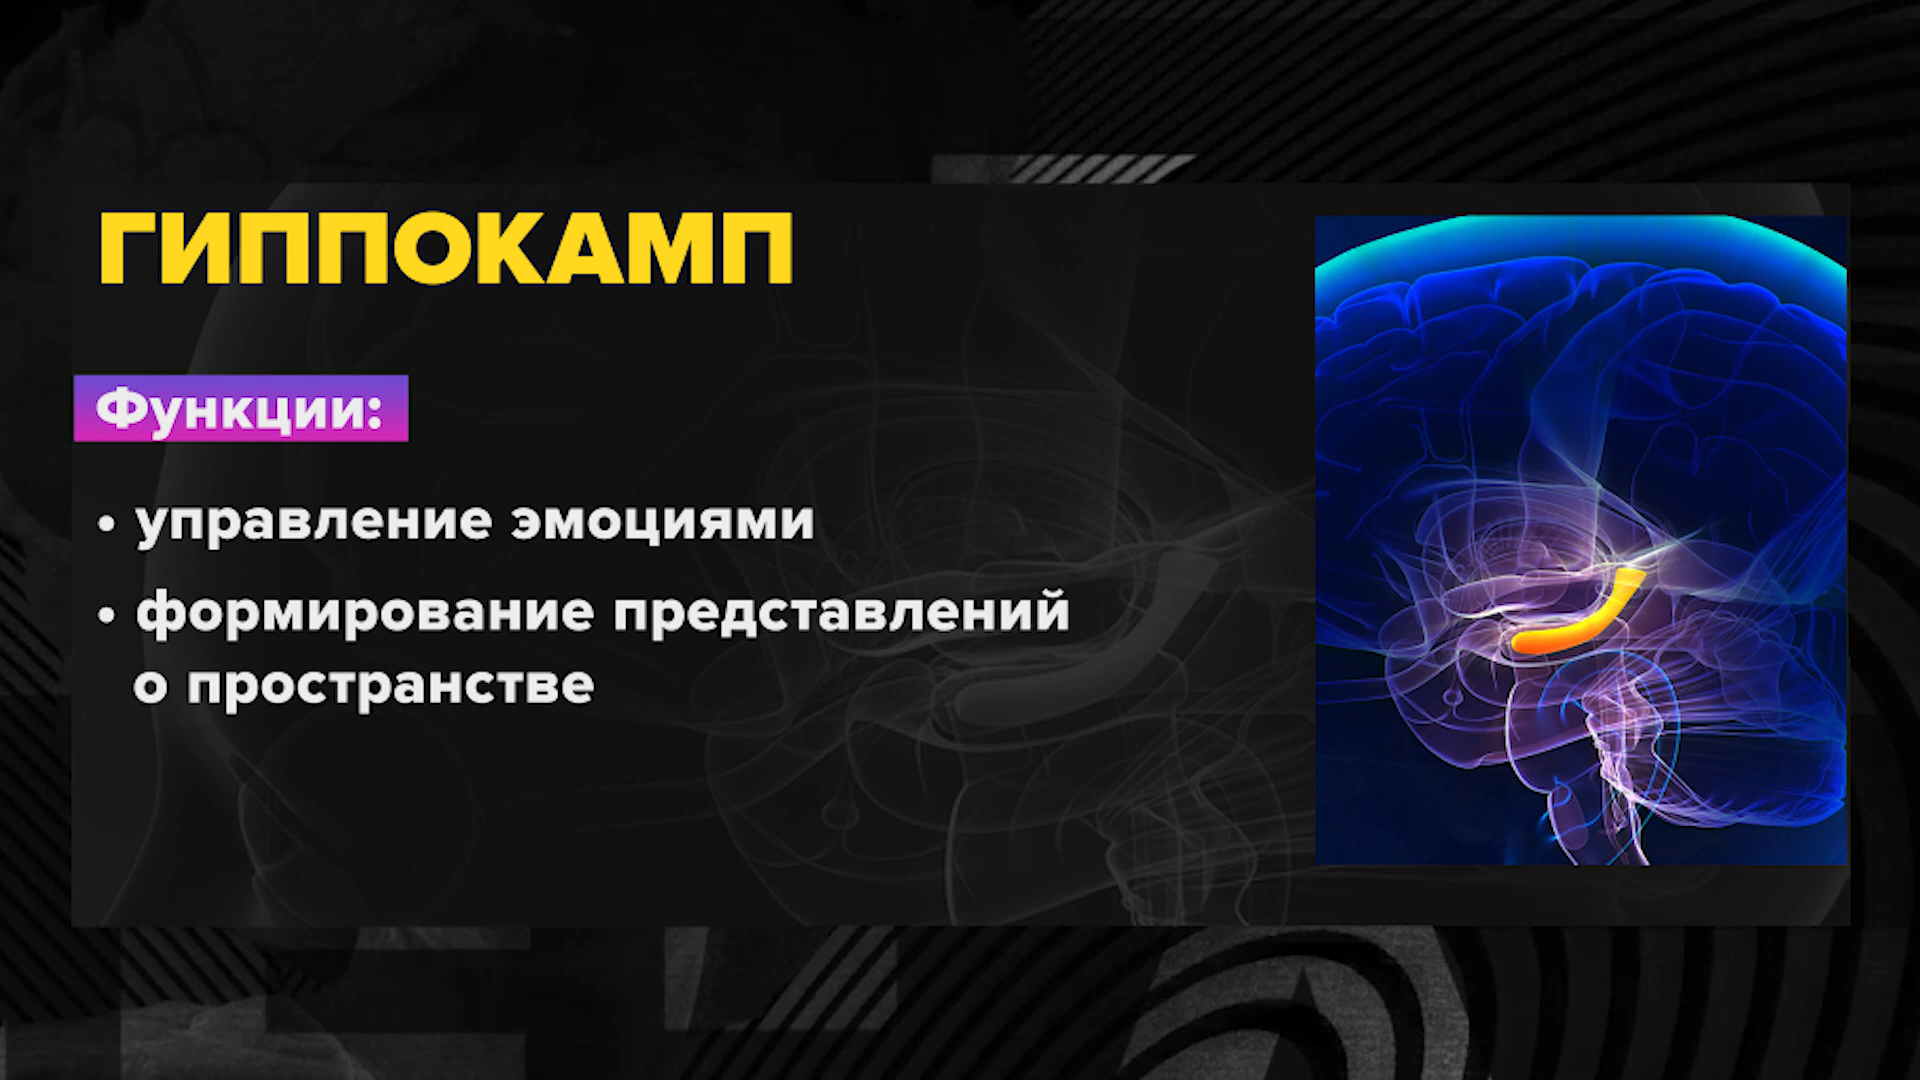 ГИППОКАМП
Функции:
• управление эмоциями
• формирование представлений
о пространстве